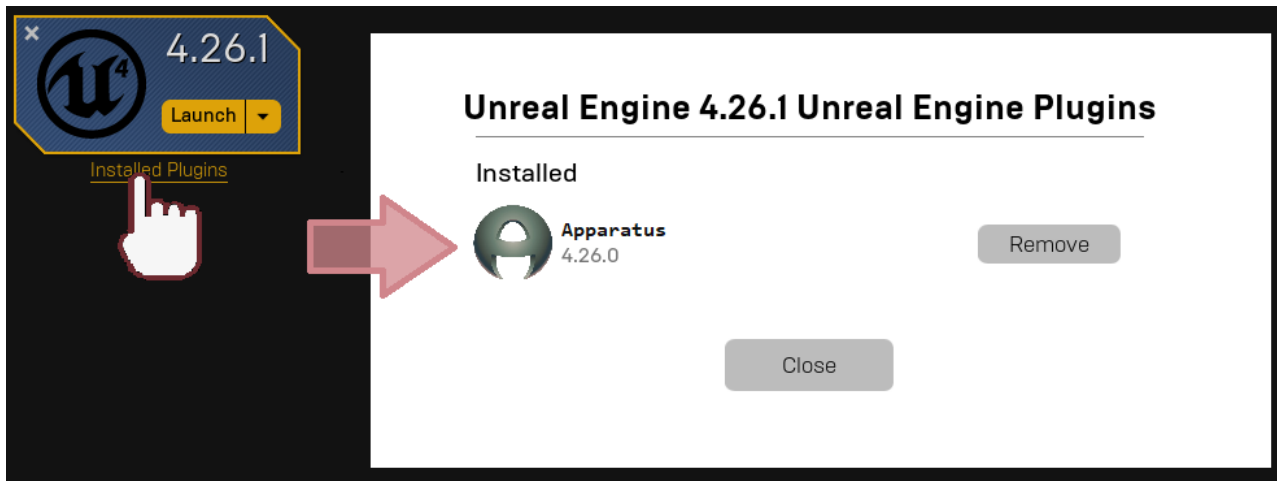 4.26.1
Launch
Installed Plugins
Unreal Engine 4.26.1 Unreal Engine Plugins
Installed
Apparatus
4.26.0
Remove
Close